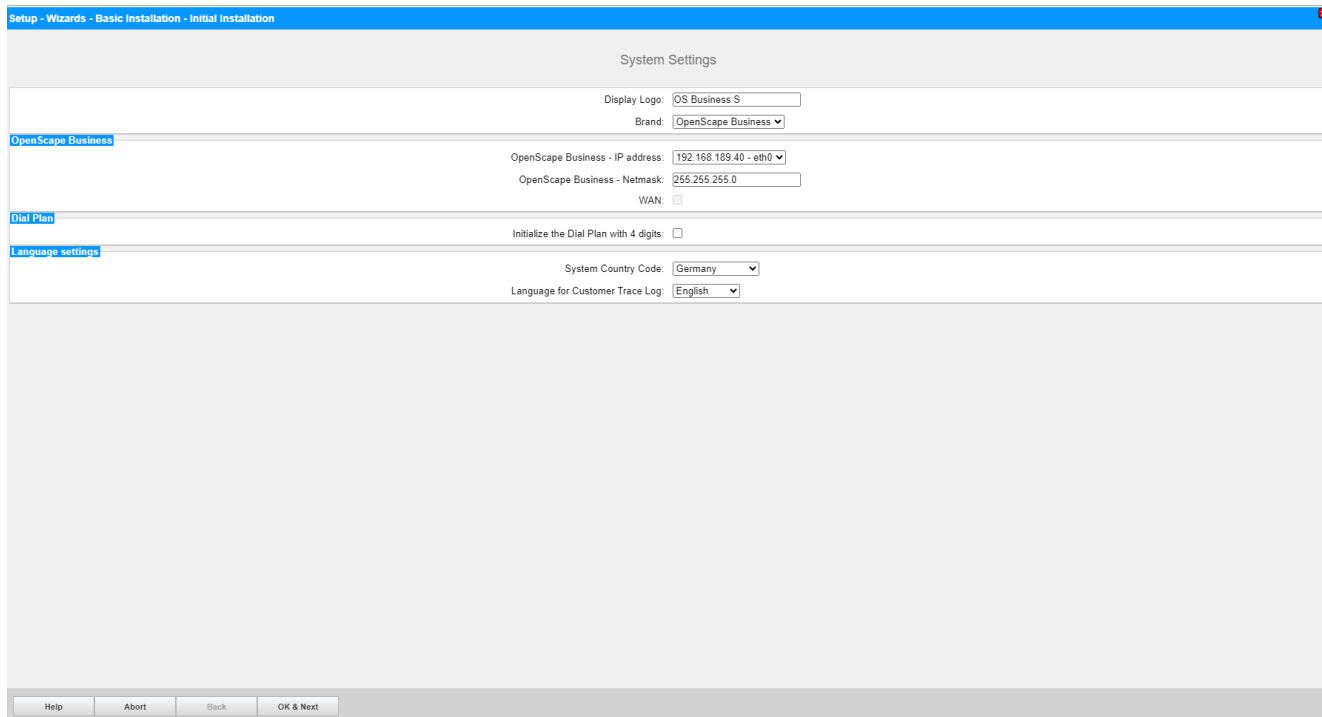 Setup - Wizards - Basic Installation - Initial Installation
System Settings
Display Logo: OS Business S
Brand: OpenScape Business
OpenScape Business
OpenScape Business - IP address: 192.168.189.40 - eth0
OpenScape Business - Netmask: 255.255.255.0
WAN:
Dial Plan
Initialize the Dial Plan with 4 digits:
Language settings
System Country Code: Germany
Language for Customer Trace Log: English
Help Abort Back OK & Next